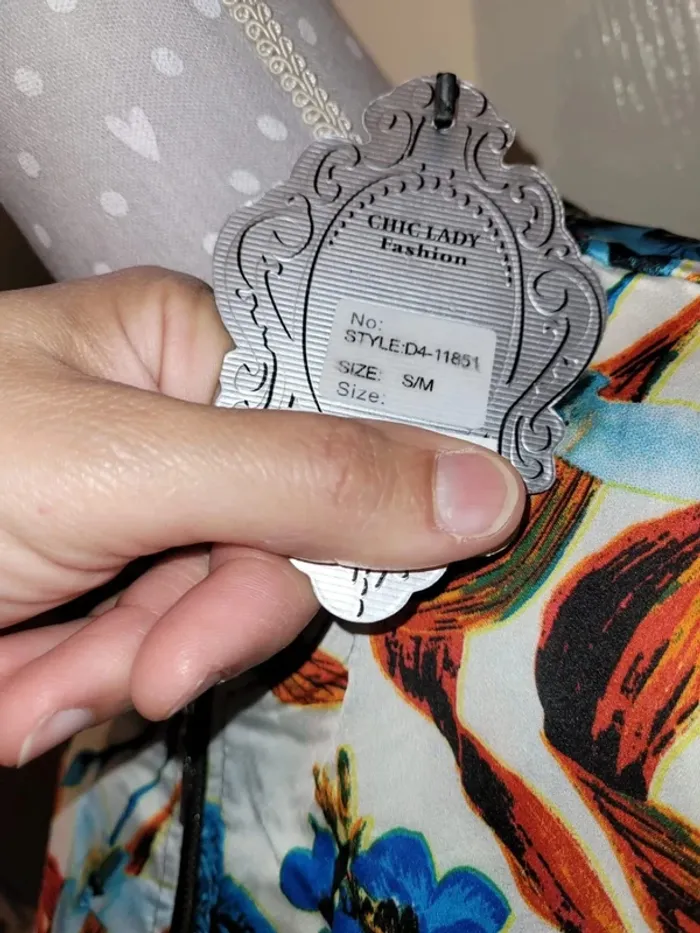 CHIC LADY
Fashion
No:
STYLE:D4-11851
SIZE: S/M
Size: